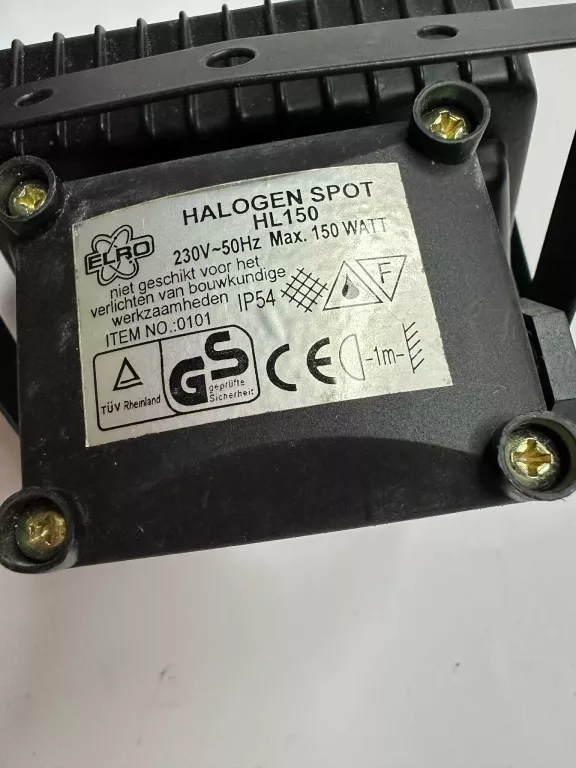 HALOGEN SPOT
HL150
ELRO
230V~50Hz Max. 150 WATT
niet geschikt voor het
verlichten van bouwkundige
werkzaamheden IP54
F
ITEM NO.:0101
TÜV Rheinland
GS
geprüfte
Sicherheit
CE
-1m-